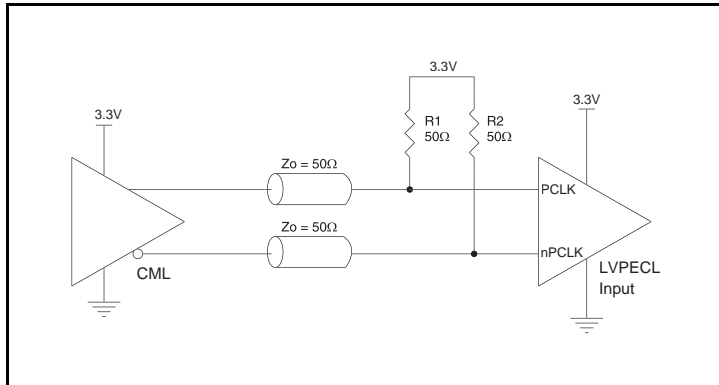 3.3V
3.3V
3.3V
R1
50Ω
R2
50Ω
Zo = 50Ω
PCLK
Zo = 50Ω
nPCLK
CML
LVPECL
Input